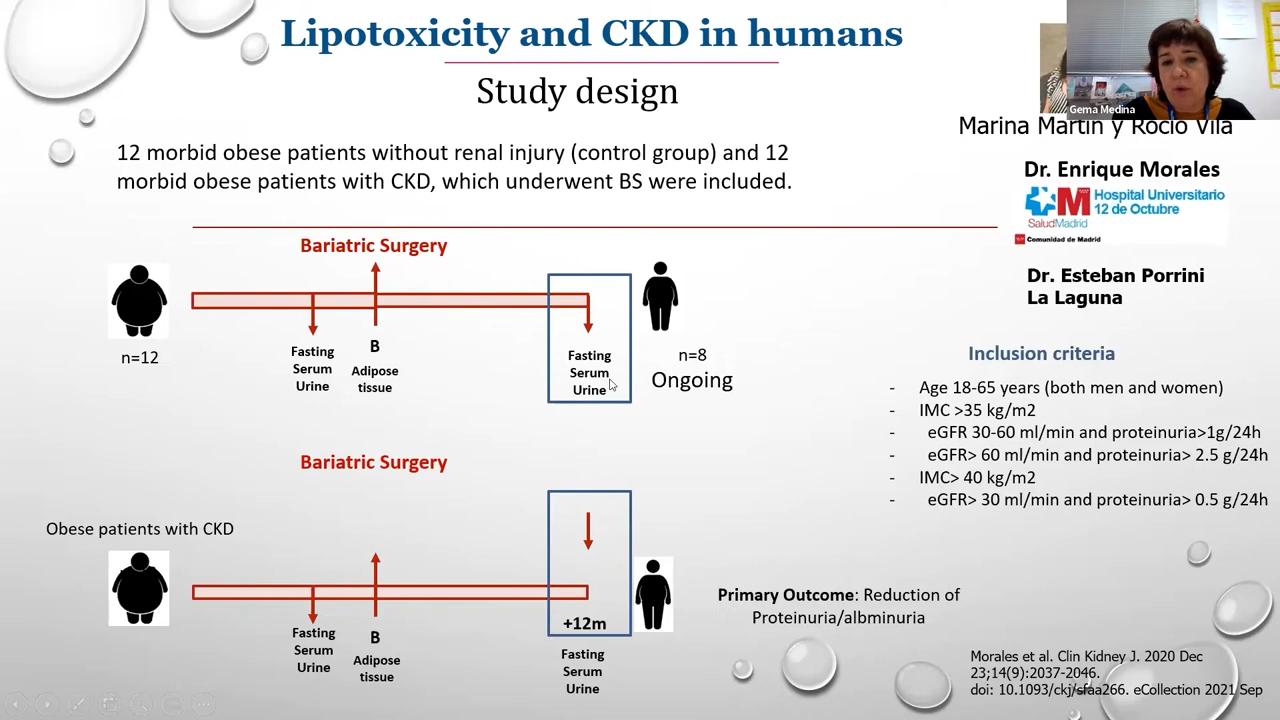 Lipotoxicity and CKD in humans
Study design
Gema Medina
Marina Martín y Rocío Vila
12 morbid obese patients without renal injury (control group) and 12
morbid obese patients with CKD, which underwent BS were included.
Dr. Enrique Morales
M
Hospital Universitario
12 de Octubre
SaludMadrid
Comunidad de Madrid
Dr. Esteban Porrini
La Laguna
Bariatric Surgery
n=12
Fasting
Serum
Urine
B
Adipose
tissue
Fasting
Serum
Urine
n=8
Ongoing
Inclusion criteria
- Age 18-65 years (both men and women)
- IMC >35 kg/m2
- eGFR 30-60 ml/min and proteinuria>1g/24h
- eGFR> 60 ml/min and proteinuria> 2.5 g/24h
- IMC> 40 kg/m2
- eGFR> 30 ml/min and proteinuria> 0.5 g/24h
Bariatric Surgery
Obese patients with CKD
Fasting
Serum
Urine
B
Adipose
tissue
+12m
Fasting
Serum
Urine
Primary Outcome: Reduction of
Proteinuria/albminuria
Morales et al. Clin Kidney J. 2020 Dec
23;14(9):2037-2046.
doi: 10.1093/ckj/sfaa266. eCollection 2021 Sep